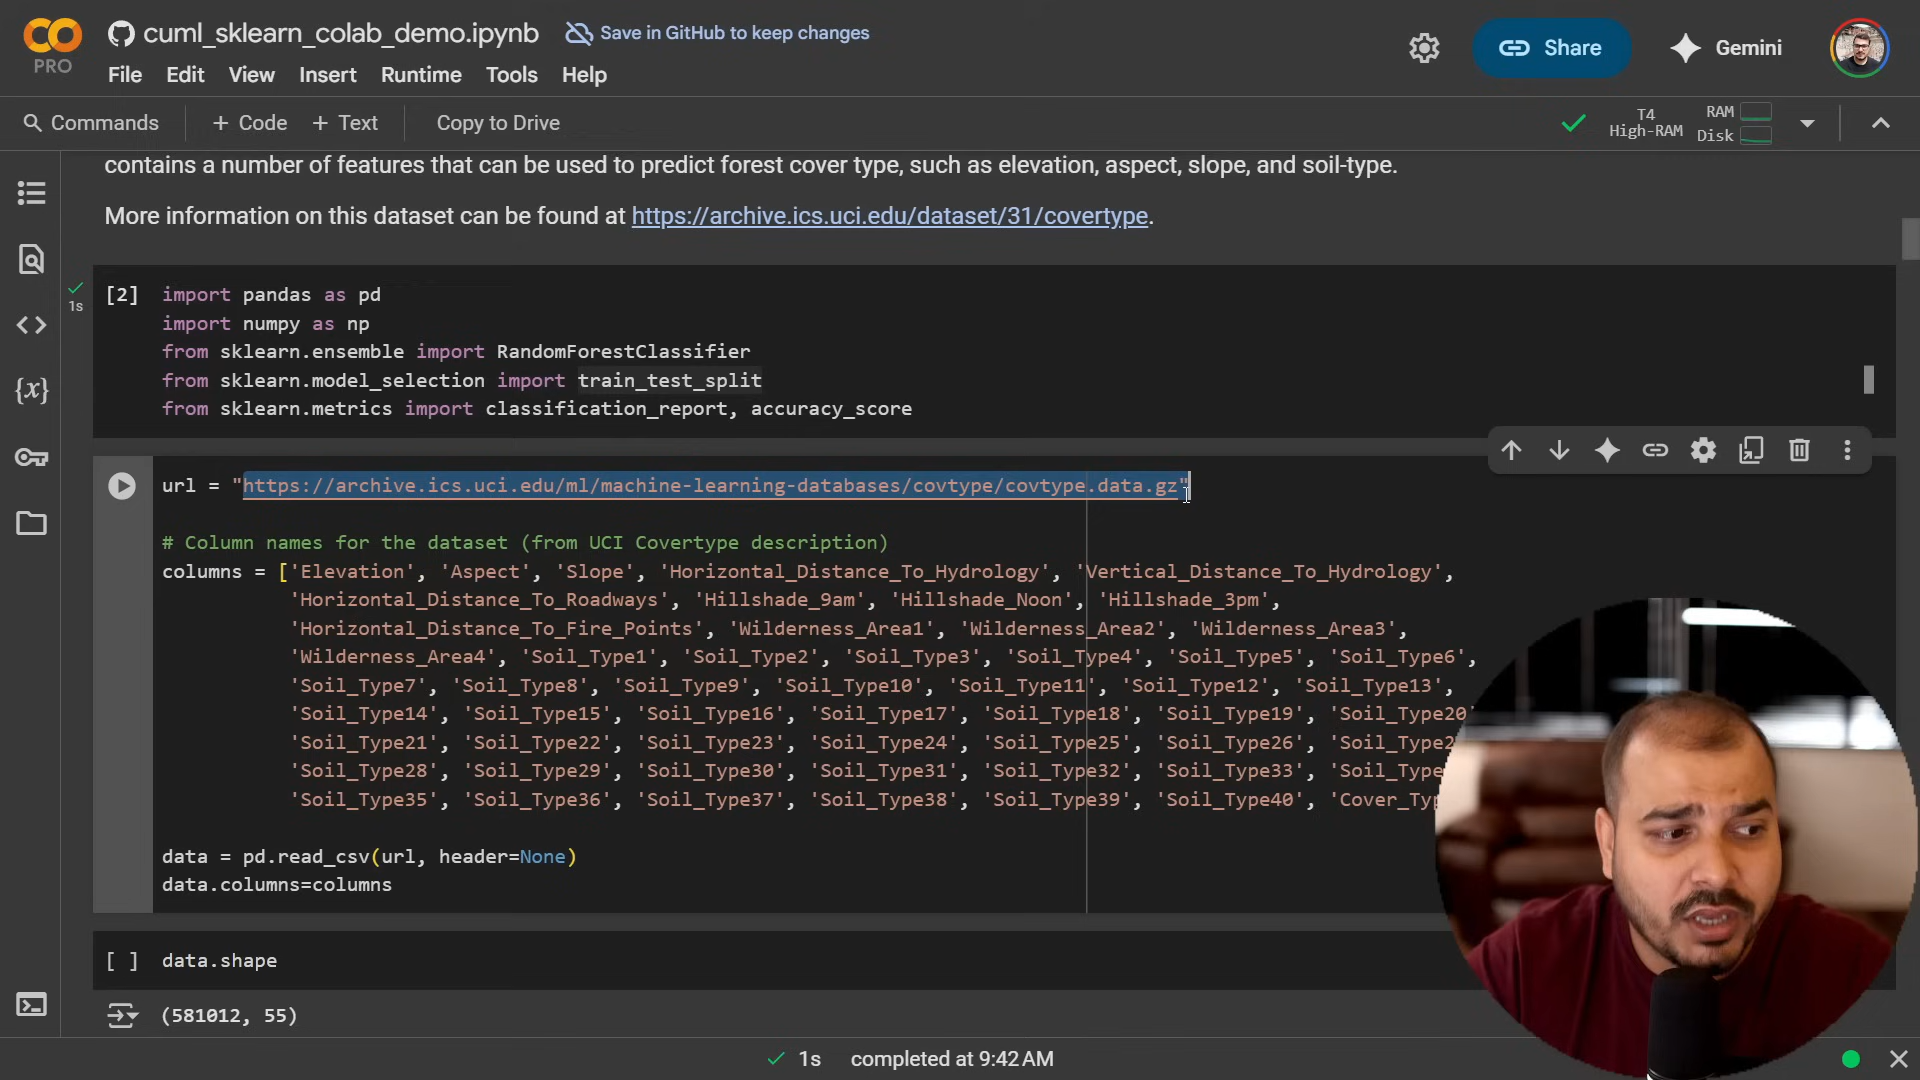 cuml_sklearn_colab_demo.ipynb
Save in GitHub to keep changes
Share
Gemini
PRO
File Edit View Insert Runtime Tools Help
Commands + Code + Text Copy to Drive
T4
High-RAM
RAM
Disk
contains a number of features that can be used to predict forest cover type, such as elevation, aspect, slope, and soil-type.
More information on this dataset can be found at https://archive.ics.uci.edu/dataset/31/covertype.
1s
[2] import pandas as pd
import numpy as np
from sklearn.ensemble import RandomForestClassifier
from sklearn.model_selection import train_test_split
from sklearn.metrics import classification_report, accuracy_score
url = "https://archive.ics.uci.edu/ml/machine-learning-databases/covtype/covtype.data.gz"
# Column names for the dataset (from UCI Covertype description)
columns = ['Elevation', 'Aspect', 'Slope', 'Horizontal_Distance_To_Hydrology', 'Vertical_Distance_To_Hydrology',
'Horizontal_Distance_To_Roadways', 'Hillshade_9am', 'Hillshade_Noon', 'Hillshade_3pm',
'Horizontal_Distance_To_Fire_Points', 'Wilderness_Area1', 'Wilderness_Area2', 'Wilderness_Area3',
'Wilderness_Area4', 'Soil_Type1', 'Soil_Type2', 'Soil_Type3', 'Soil_Type4', 'Soil_Type5', 'Soil_Type6',
'Soil_Type7', 'Soil_Type8', 'Soil_Type9', 'Soil_Type10', 'Soil_Type11', 'Soil_Type12', 'Soil_Type13',
'Soil_Type14', 'Soil_Type15', 'Soil_Type16', 'Soil_Type17', 'Soil_Type18', 'Soil_Type19', 'Soil_Type20'
'Soil_Type21', 'Soil_Type22', 'Soil_Type23', 'Soil_Type24', 'Soil_Type25', 'Soil_Type26',
'Soil_Type28', 'Soil_Type29', 'Soil_Type30', 'Soil_Type31', 'Soil_Type32', 'Soil_Type33',
'Soil_Type35', 'Soil_Type36', 'Soil_Type37', 'Soil_Type38', 'Soil_Type39', 'Soil_Type40',
data = pd.read_csv(url, header=None)
data.columns=columns
[ ] data.shape
(581012, 55)
1s completed at 9:42 AM